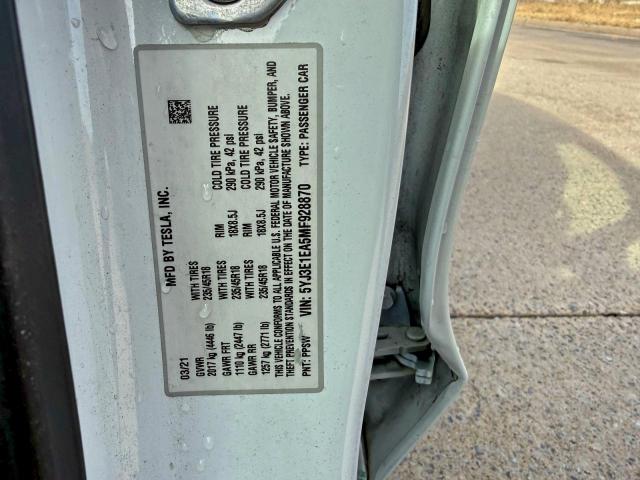 MFD BY TESLA, INC.
03/21
GVWR WITH TIRES RIM COLD TIRE PRESSURE
2017 kg (4446 lb) 235/45R18 18X8.5J 290 kPa, 42 psi
GAWR FRT WITH TIRES RIM COLD TIRE PRESSURE
1110 kg (2447 lb) 235/45R18 18X8.5J 290 kPa, 42 psi
GAWR RR
1257 kg (2771 lb) 235/45R18
THIS VEHICLE CONFORMS TO ALL APPLICABLE U.S. FEDERAL MOTOR VEHICLE SAFETY, BUMPER, AND
THEFT PREVENTION STANDARDS IN EFFECT ON THE DATE OF MANUFACTURE SHOWN ABOVE.
VIN: 5YJ3E1EA5MF928870 TYPE: PASSENGER CAR
PNT: PPSW